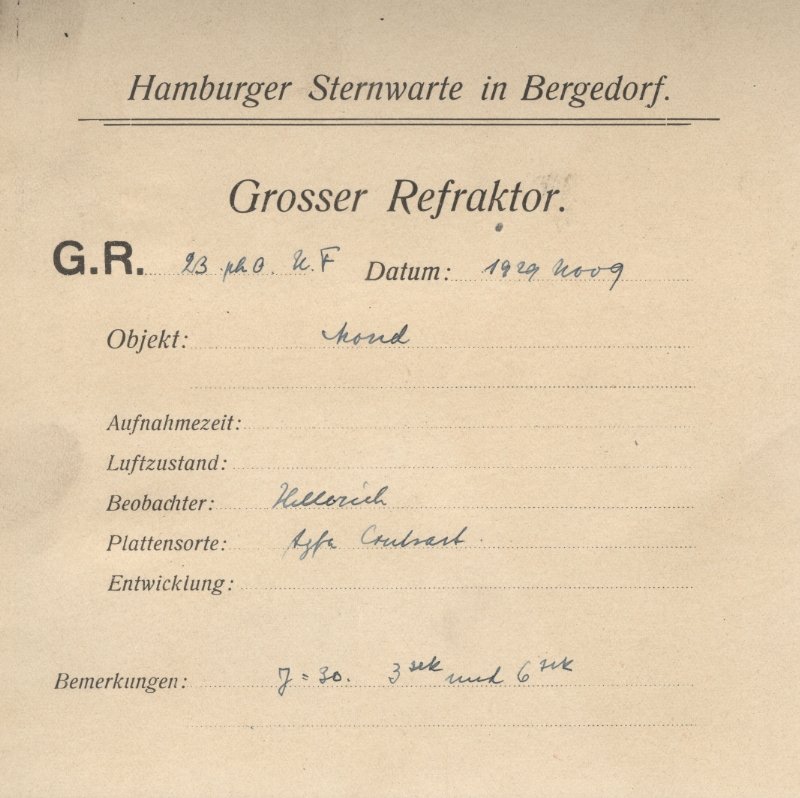 Hamburger Sternwarte in Bergedorf.
Grosser Refraktor.
G.R. 23 ph O. N.F Datum: 1929 Nov 9
Objekt: Mond
Aufnahmezeit:
Luftzustand:
Beobachter: Hellerich
Plattensorte: Agfa Contrast
Entwicklung:
Bemerkungen: J = 30. 3 sek und 6 sek